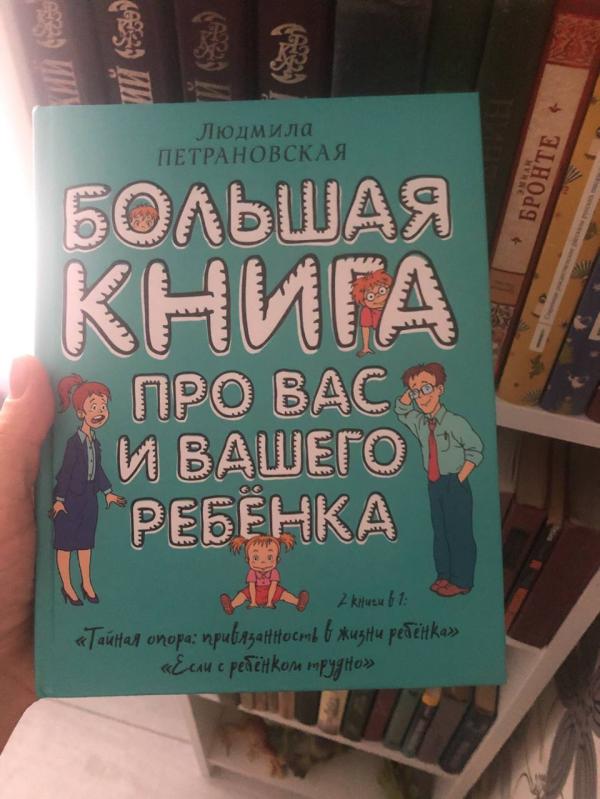 Людмила
ПЕТРАНОВСКАЯ
БОЛЬШАЯ
КНИГА
ПРО ВАС
И ВАШЕГО
РЕБЁНКА
2 книги в 1:
«Тайная опора: привязанность в жизни ребёнка»
«Если с ребёнком трудно»
ЭМИЛИ
БРОНТЕ